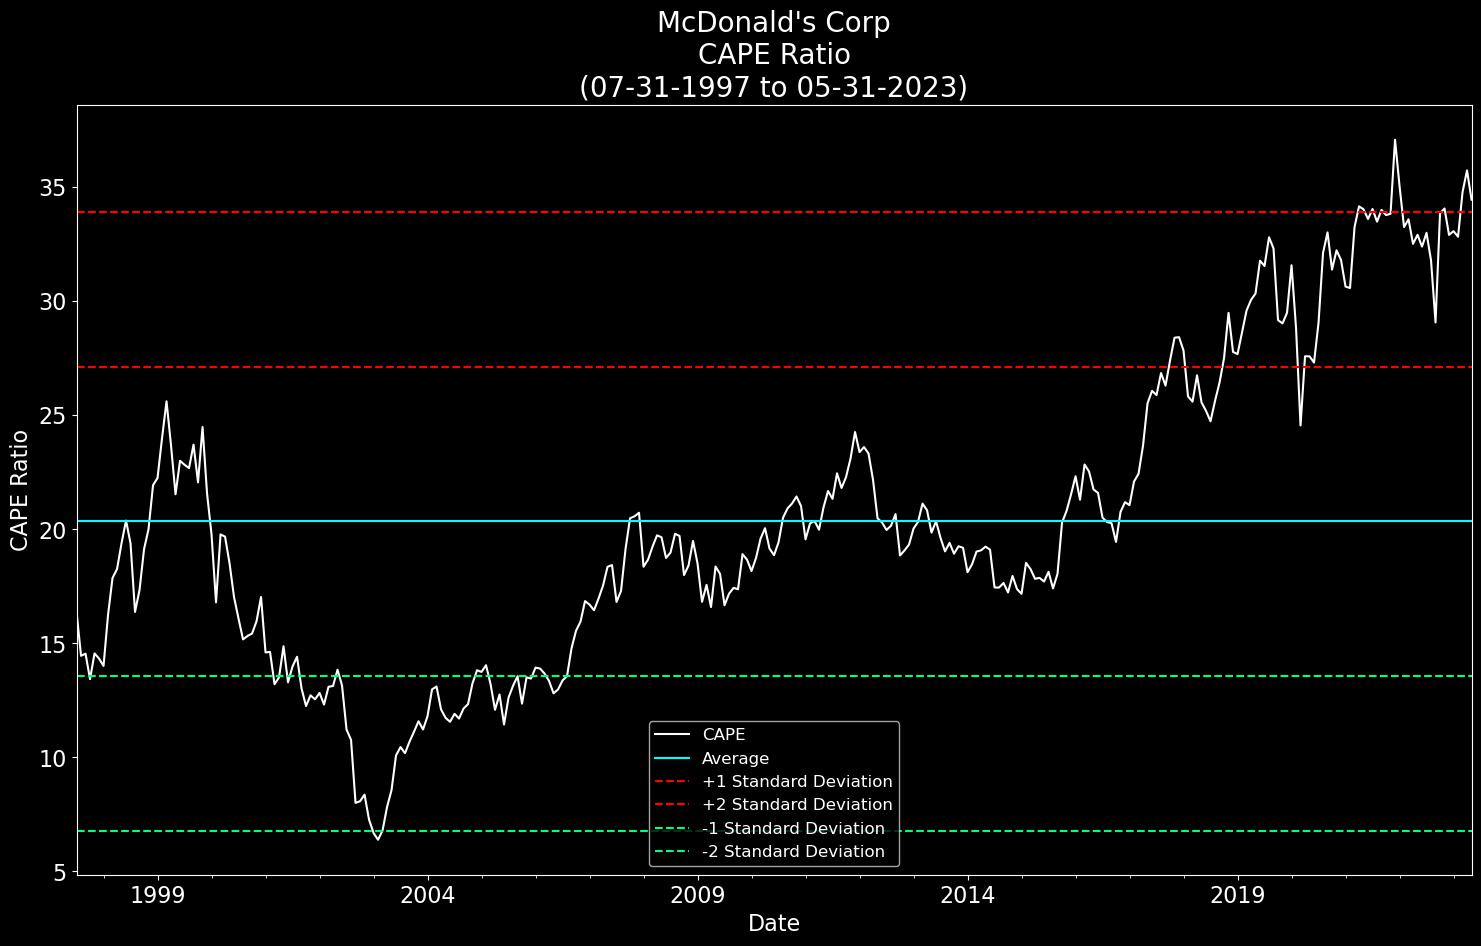 McDonald's Corp
CAPE Ratio
(07-31-1997 to 05-31-2023)
CAPE Ratio
35
30
25
20
15
10
5
CAPE
Average
+1 Standard Deviation
+2 Standard Deviation
-1 Standard Deviation
-2 Standard Deviation
1999 2004 2009 2014 2019
Date